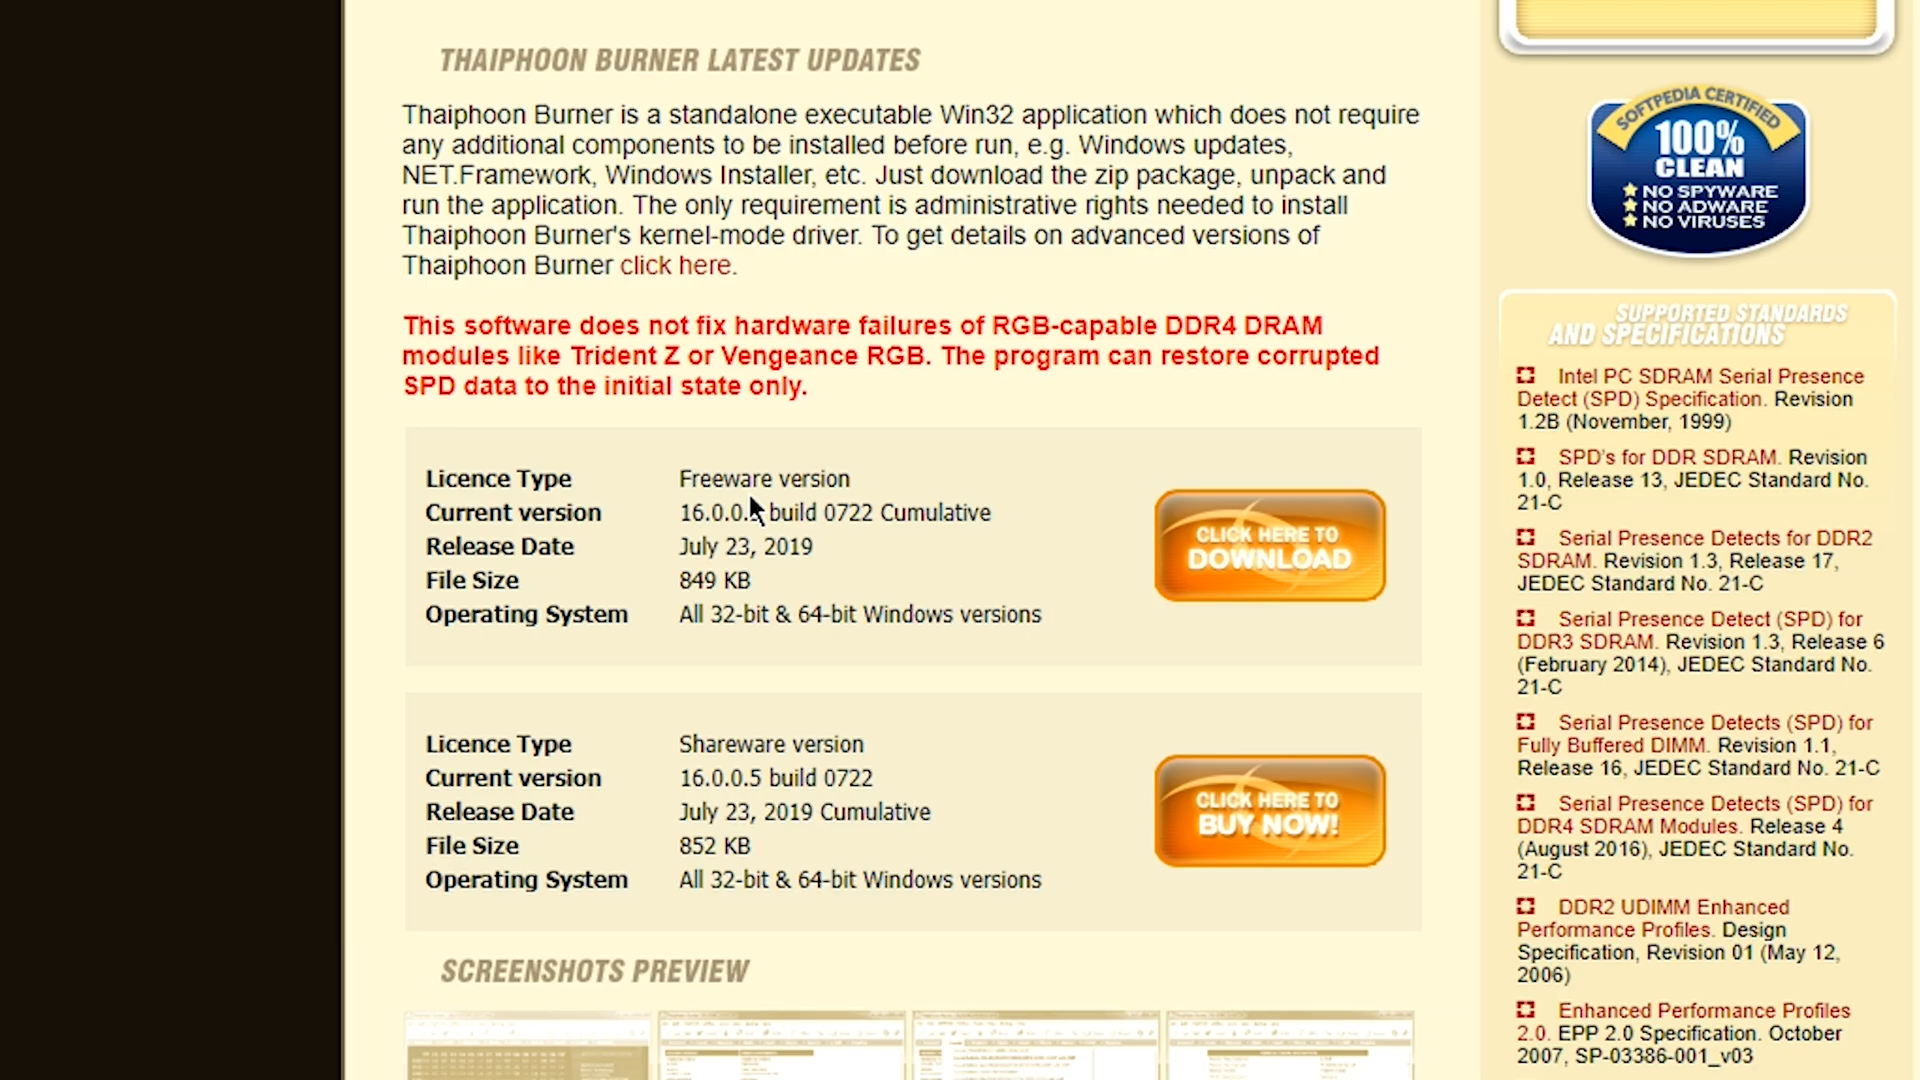 THAIPHOON BURNER LATEST UPDATES
Thaiphoon Burner is a standalone executable Win32 application which does not require
any additional components to be installed before run, e.g. Windows updates,
NET.Framework, Windows Installer, etc. Just download the zip package, unpack and
run the application. The only requirement is administrative rights needed to install
Thaiphoon Burner's kernel-mode driver. To get details on advanced versions of
Thaiphoon Burner click here.
This software does not fix hardware failures of RGB-capable DDR4 DRAM
modules like Trident Z or Vengeance RGB. The program can restore corrupted
SPD data to the initial state only.
Licence Type Freeware version
Current version 16.0.0. build 0722 Cumulative
Release Date July 23, 2019
File Size 849 KB
Operating System All 32-bit & 64-bit Windows versions
CLICK HERE TO
DOWNLOAD
Licence Type Shareware version
Current version 16.0.0.5 build 0722
Release Date July 23, 2019 Cumulative
File Size 852 KB
Operating System All 32-bit & 64-bit Windows versions
CLICK HERE TO
BUY NOW!
SCREENSHOTS PREVIEW
SOFTPEDIA CERTIFIED
100%
CLEAN
NO SPYWARE
NO ADWARE
NO VIRUSES
SUPPORTED STANDARDS
AND SPECIFICATIONS
Intel PC SDRAM Serial Presence
Detect (SPD) Specification. Revision
1.2B (November, 1999)
SPD's for DDR SDRAM. Revision
1.0, Release 13, JEDEC Standard No.
21-C
Serial Presence Detects for DDR2
SDRAM. Revision 1.3, Release 17,
JEDEC Standard No. 21-C
Serial Presence Detect (SPD) for
DDR3 SDRAM. Revision 1.3, Release 6
(February 2014), JEDEC Standard No.
21-C
Serial Presence Detects (SPD) for
Fully Buffered DIMM. Revision 1.1,
Release 16, JEDEC Standard No. 21-C
Serial Presence Detects (SPD) for
DDR4 SDRAM Modules. Release 4
(August 2016), JEDEC Standard No.
21-C
DDR2 UDIMM Enhanced
Performance Profiles. Design
Specification, Revision 01 (May 12,
2006)
Enhanced Performance Profiles
2.0. EPP 2.0 Specification. October
2007, SP-03386-001_v03